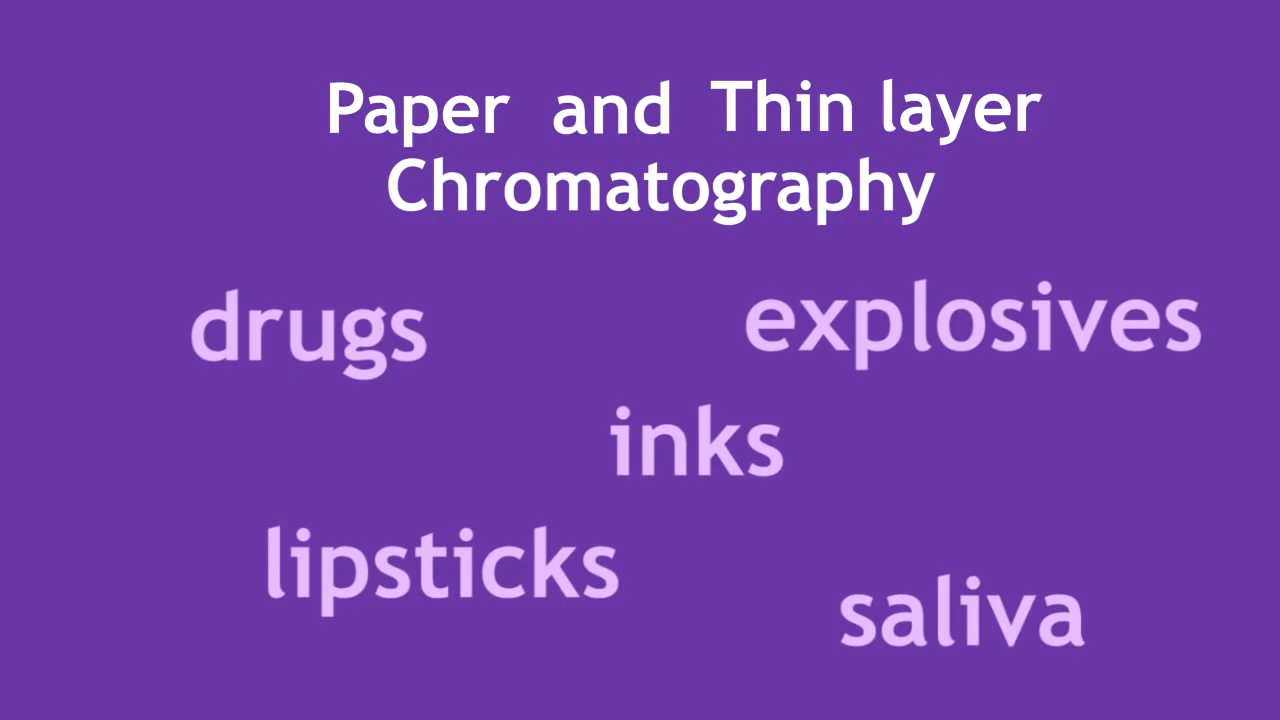 Paper and Thin layer
Chromatography
drugs
explosives
inks
lipsticks
saliva